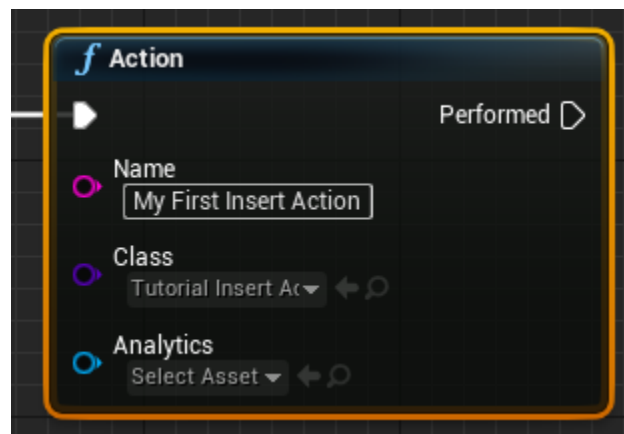 f Action
Performed
Name
My First Insert Action
Class
Tutorial Insert Ac
Analytics
Select Asset